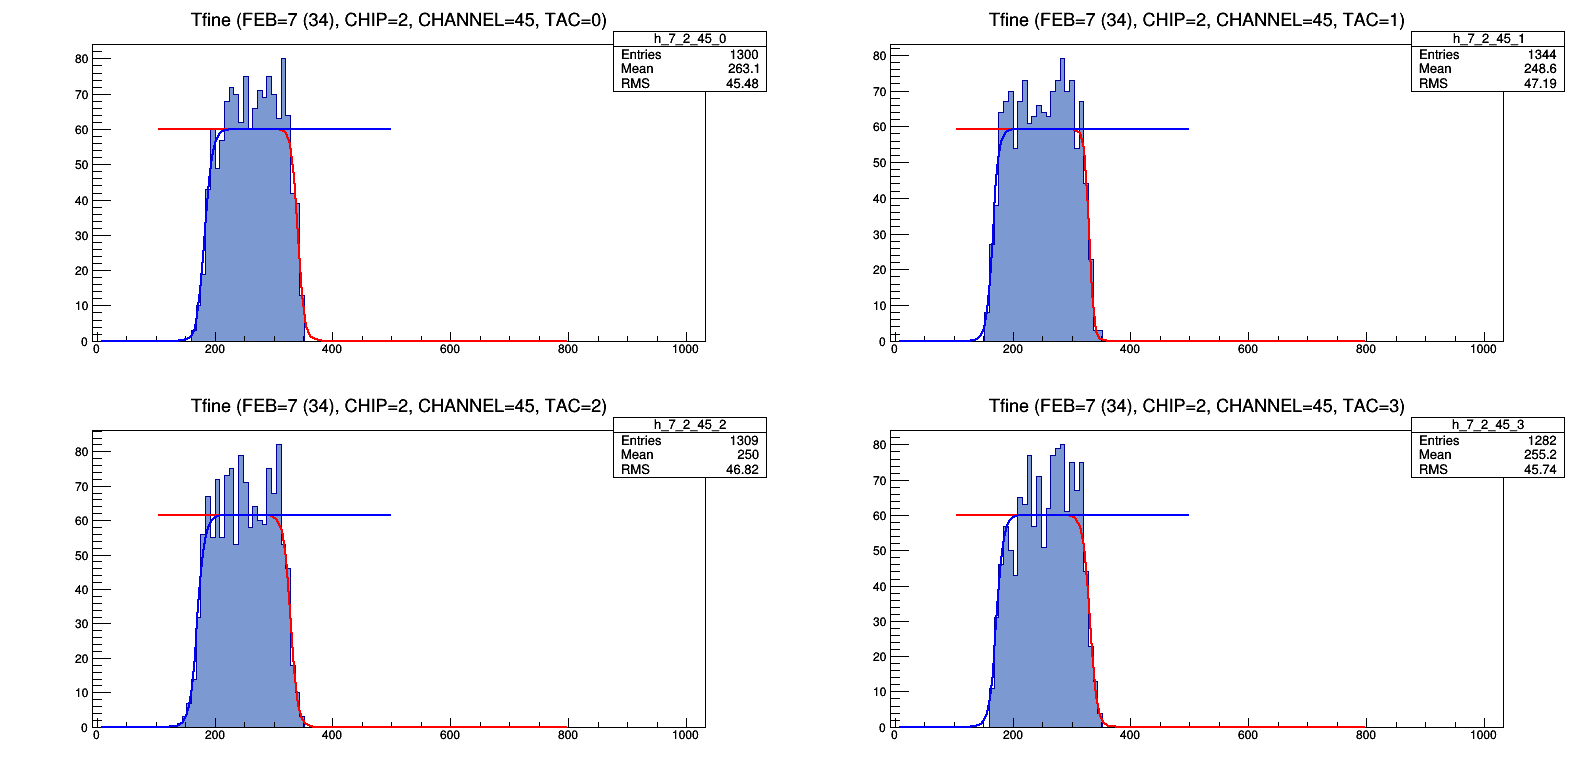 Tfine (FEB=7 (34), CHIP=2, CHANNEL=45, TAC=0)
h_7_2_45_0
Entries 1300
Mean 263.1
RMS 45.48
80
70
60
50
40
30
20
10
0
0 200 400 600 800 1000
Tfine (FEB=7 (34), CHIP=2, CHANNEL=45, TAC=1)
h_7_2_45_1
Entries 1344
Mean 248.6
RMS 47.19
80
70
60
50
40
30
20
10
0
0 200 400 600 800 1000
Tfine (FEB=7 (34), CHIP=2, CHANNEL=45, TAC=2)
h_7_2_45_2
Entries 1309
Mean 250
RMS 46.82
80
70
60
50
40
30
20
10
0
0 200 400 600 800 1000
Tfine (FEB=7 (34), CHIP=2, CHANNEL=45, TAC=3)
h_7_2_45_3
Entries 1282
Mean 255.2
RMS 45.74
80
70
60
50
40
30
20
10
0
0 200 400 600 800 1000